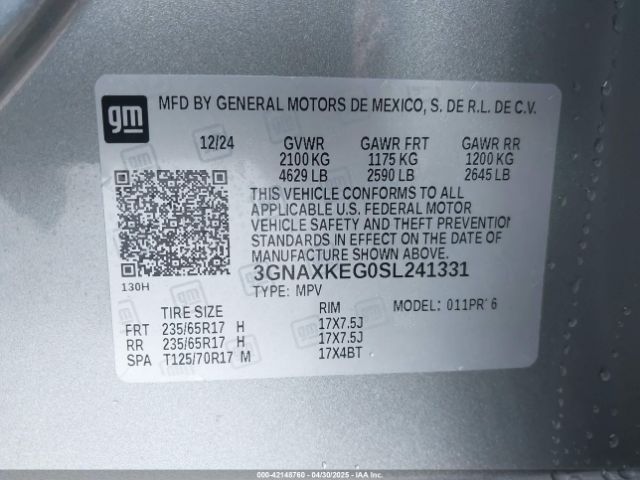 gm
MFD BY GENERAL MOTORS DE MEXICO, S. DE R.L. DE C.V.
12/24 GVWR GAWR FRT GAWR RR
2100 KG 1175 KG 1200 KG
4629 LB 2590 LB 2645 LB
THIS VEHICLE CONFORMS TO ALL
APPLICABLE U.S. FEDERAL MOTOR
VEHICLE SAFETY AND THEFT PREVENTION
STANDARDS IN EFFECT ON THE DATE
OF MANUFACTURE SHOWN ABOVE.
130H
3GNAXKEG0SL241331
TYPE: MPV
MODEL:
TIRE SIZE RIM
FRT 235/65R17 H 17X7.5J
RR 235/65R17 H 17X7.5J
SPA T125/70R17 M 17X4BT
000-42148760 - 04/30/2025 - IAAI.COM